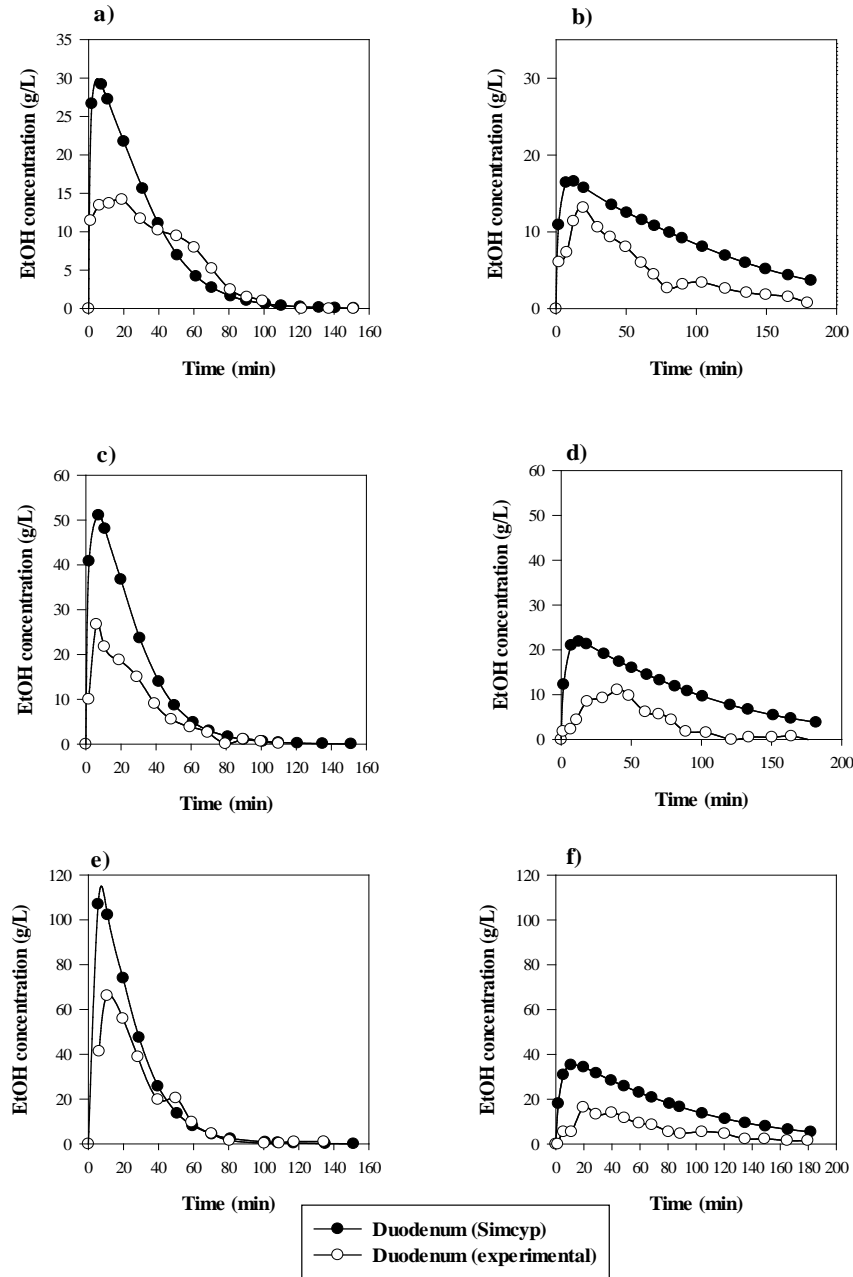 a)
EtOH concentration (g/L)
35
30
25
20
15
10
5
0
0 20 40 60 80 100 120 140 160
Time (min)
b)
EtOH concentration (g/L)
30
20
10
0
0 50 100 150 200
Time (min)
c)
EtOH concentration (g/L)
60
50
40
30
20
10
0
0 20 40 60 80 100 120 140 160
Time (min)
d)
EtOH concentration (g/L)
60
50
40
30
20
10
0
0 50 100 150 200
Time (min)
e)
EtOH concentration (g/L)
120
100
80
60
40
20
0
0 20 40 60 80 100 120 140 160
Time (min)
f)
EtOH concentration (g/L)
120
100
80
60
40
20
0
0 20 40 60 80 100 120 140 160 180 200
Time (min)
Duodenum (Simcyp)
Duodenum (experimental)